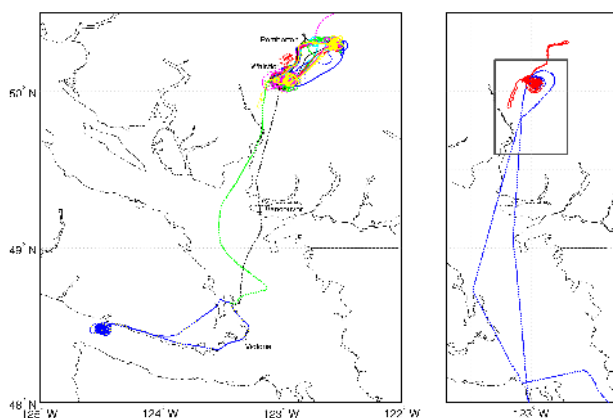 Pemberton
Whistler
50° N
Vancouver
49° N
Victoria
48° N
125° W
124° W
123° W
122° W
123° W